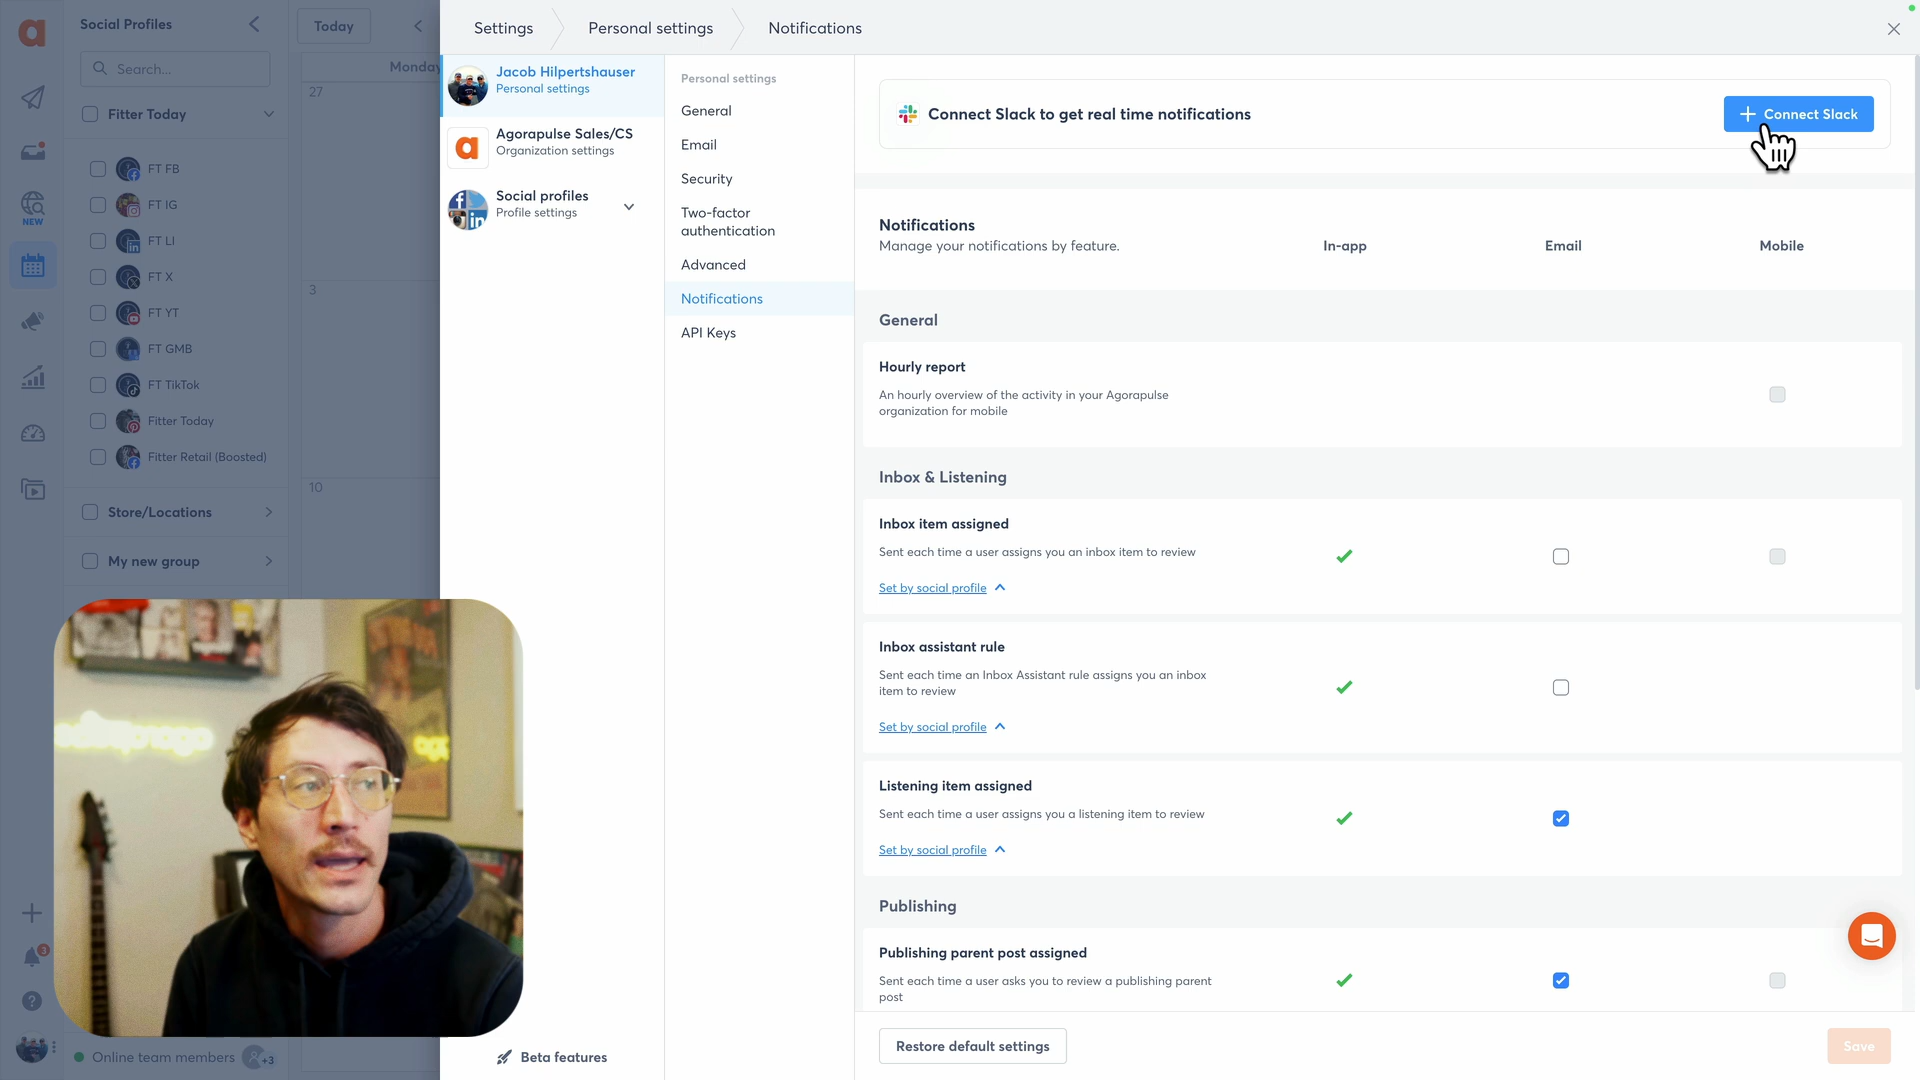 Social Profiles
Search...
Fitter Today
FT FB
FT IG
FT LI
FT X
FT YT
FT GMB
FT TikTok
Fitter Today
Fitter Retail (Boosted)
Store/Locations
My new group
NEW
3
Online team members
+3
Today
Monday
27
3
10
Settings
Personal settings
Notifications
Jacob Hilpertshauser
Personal settings
Agorapulse Sales/CS
Organization settings
Social profiles
Profile settings
Beta features
Personal settings
General
Email
Security
Two-factor
authentication
Advanced
Notifications
API Keys
Connect Slack to get real time notifications
Connect Slack
Notifications
Manage your notifications by feature.
In-app
Email
Mobile
General
Hourly report
An hourly overview of the activity in your Agorapulse
organization for mobile
Inbox & Listening
Inbox item assigned
Sent each time a user assigns you an inbox item to review
Set by social profile
Inbox assistant rule
Sent each time an Inbox Assistant rule assigns you an inbox
item to review
Set by social profile
Listening item assigned
Sent each time a user assigns you a listening item to review
Set by social profile
Publishing
Publishing parent post assigned
Sent each time a user asks you to review a publishing parent
post
Restore default settings
Save